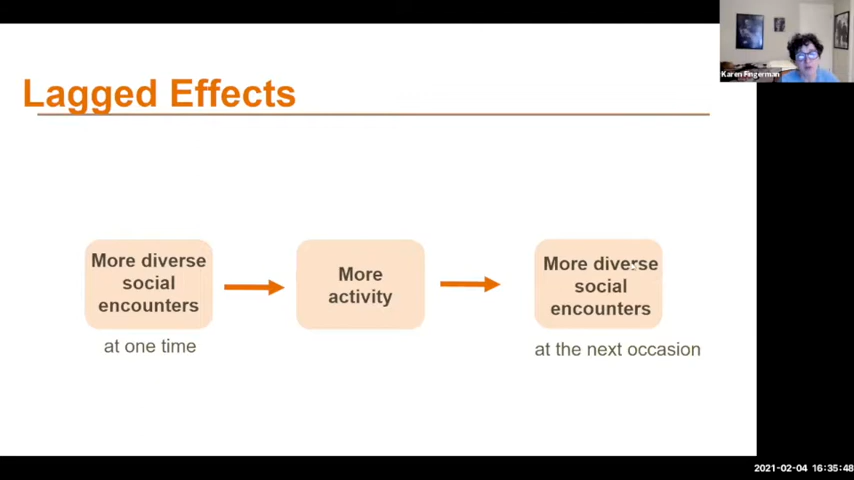 Karen Fingerman
Lagged Effects
More diverse
social
encounters
at one time
More
activity
More diverse
social
encounters
at the next occasion
2021-02-04 16:35:48